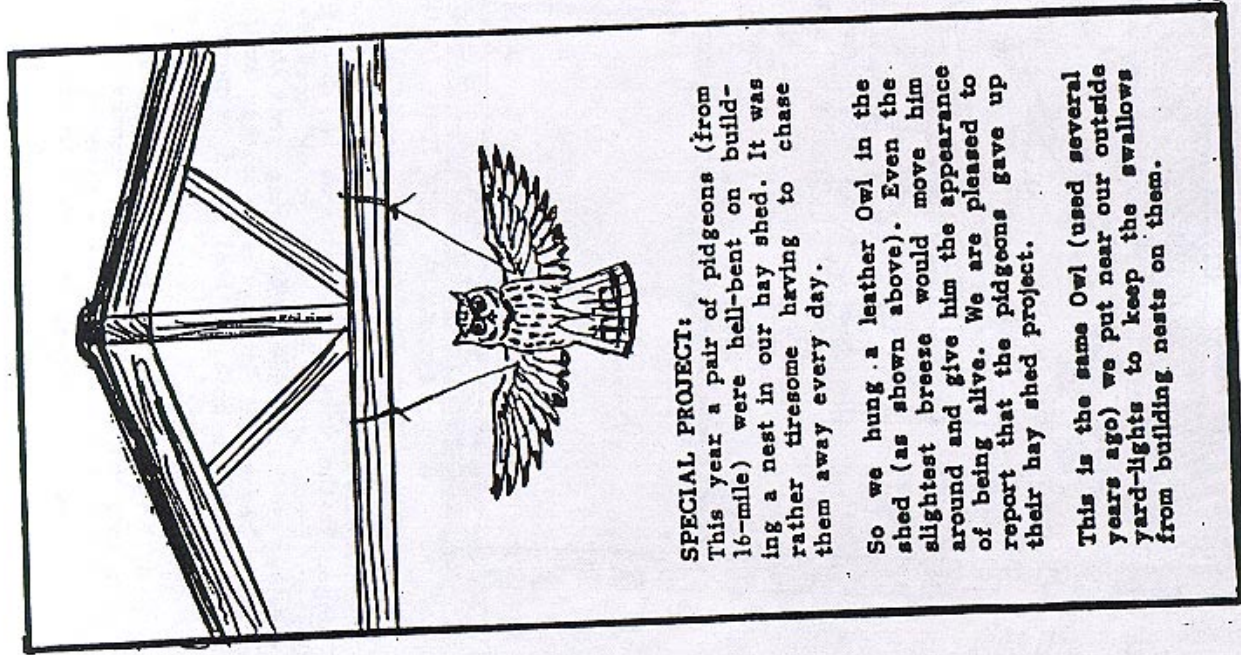 SPECIAL PROJECT:
This year a pair of pidgeons (from
16-mile) were hell-bent on build-
ing a nest in our hay shed. It was
rather tiresome having to chase
them away every day.
So we hung a leather Owl in the
shed (as shown above). Even the
slightest breeze would move him
around and give him the appearance
of being alive. We are pleased to
report that the pidgeons gave up
their hay shed project.
This is the same Owl (used several
years ago) we put near our outside
yard-lights to keep the swallows
from building nests on them.